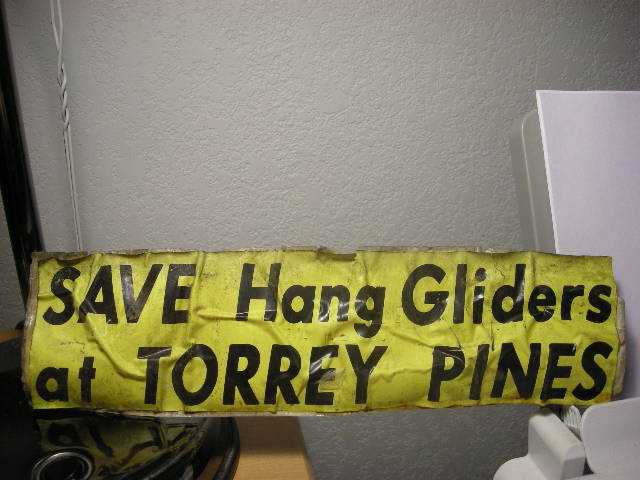 SAVE Hang Gliders
at TORREY PINES